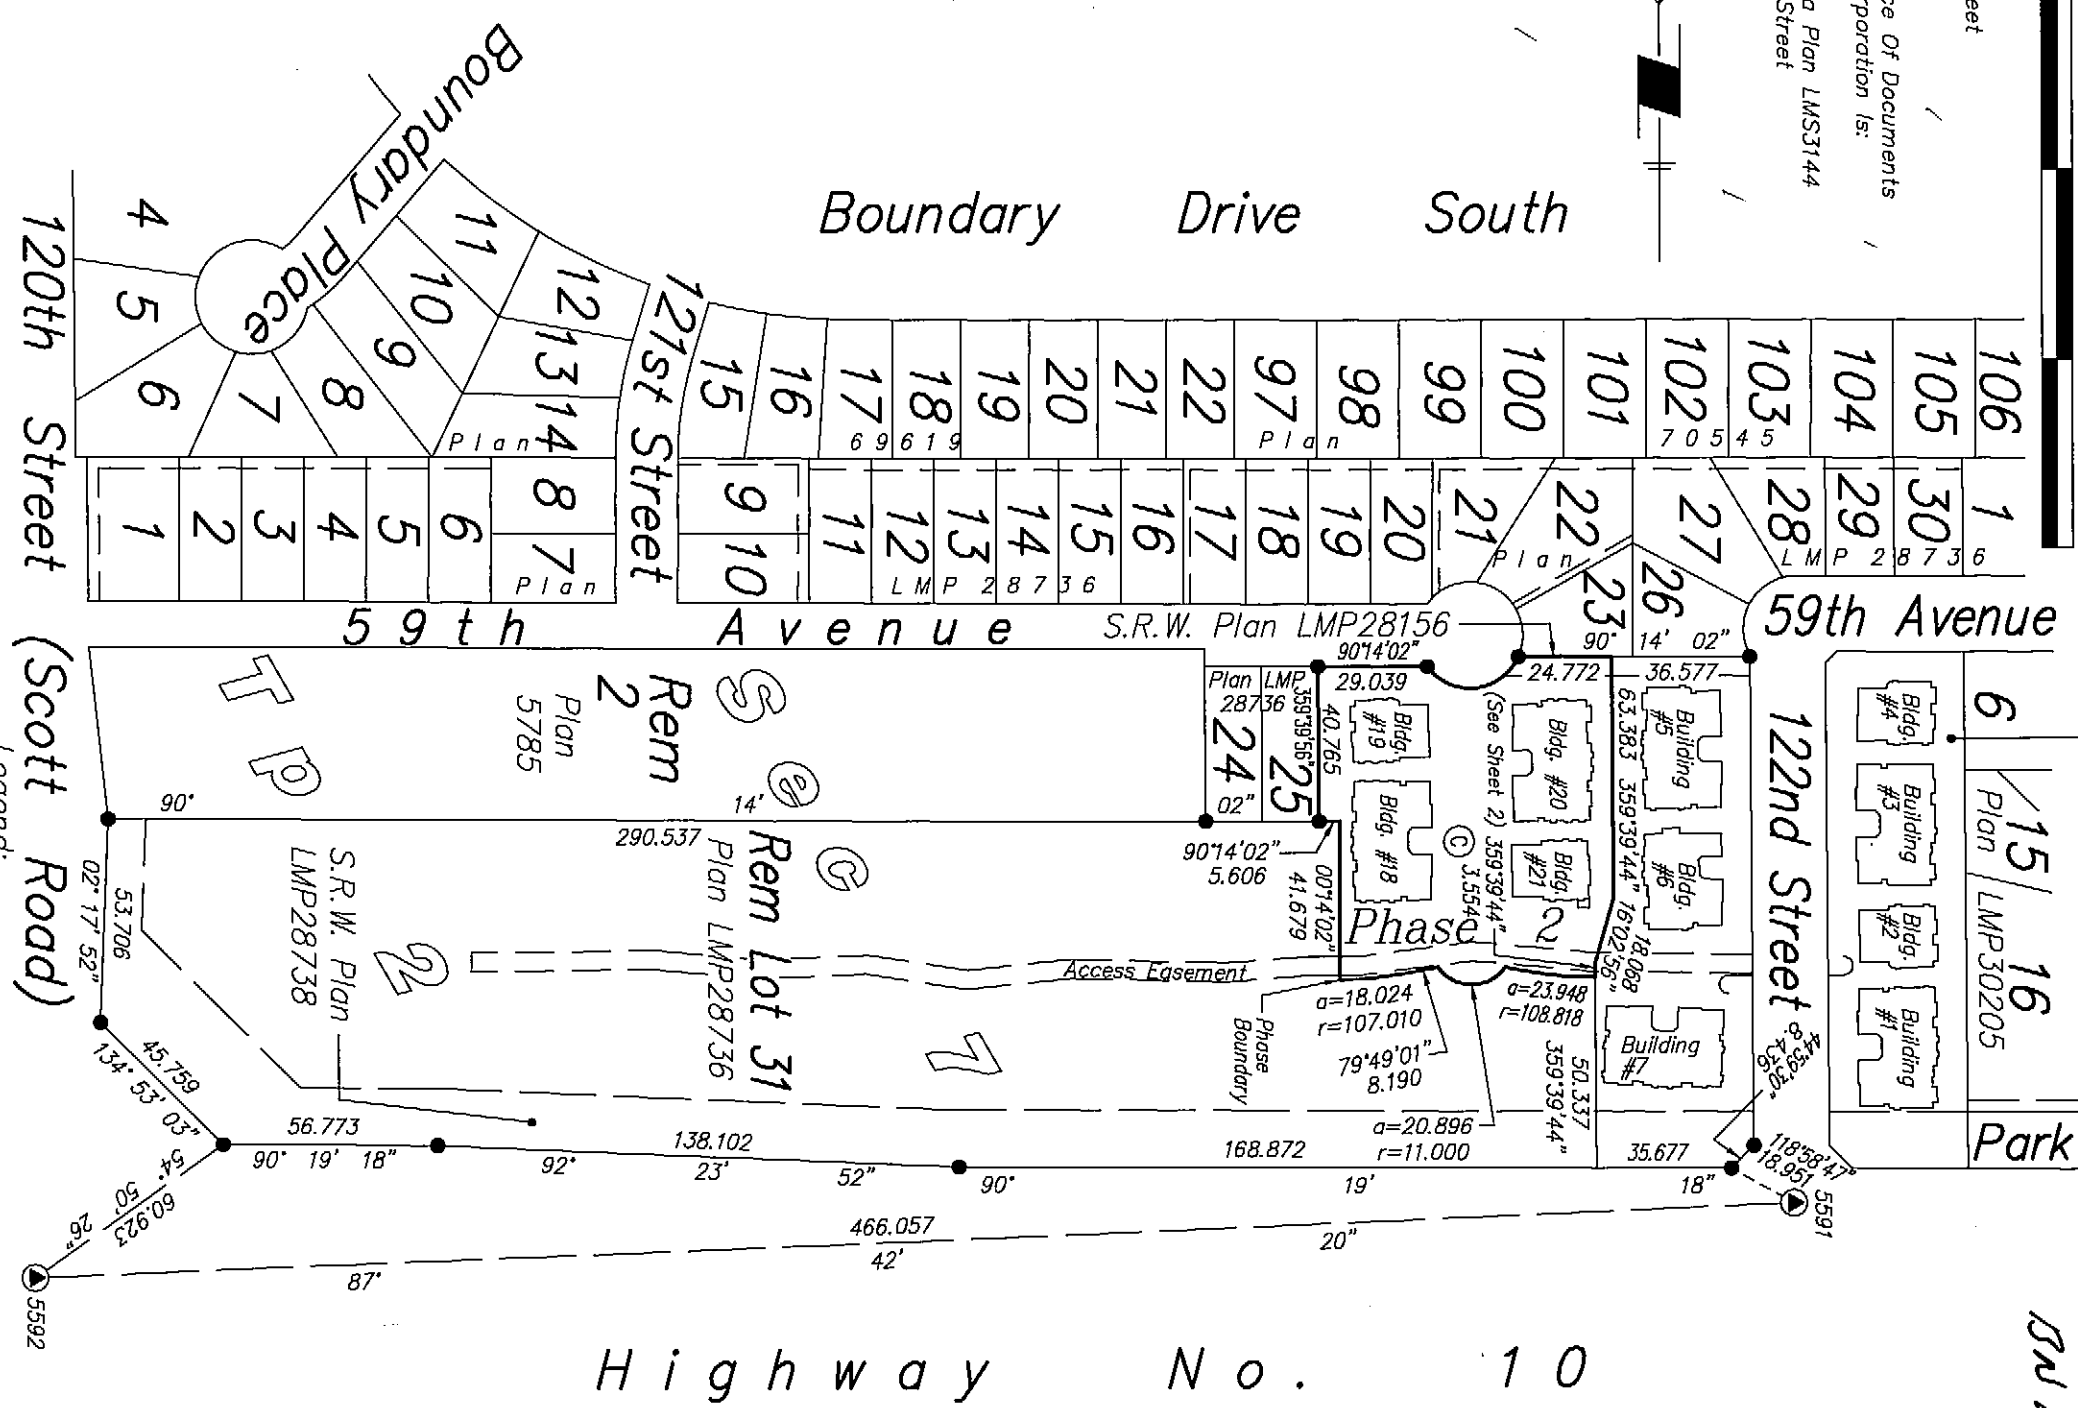 eet
ce Of Documents
rporation Is:
a Plan LMS3144
Street
Boundary Drive South
Boundary Place
4
5
6
7
8
9
10
11
12
13
14
Plan
121st Street
15
16
17
18
19
20
21
22
97
98
99
100
101
102
103
104
105
106
69619
Plan
70545
120th Street
(Scott Road)
1
2
3
4
5
6
8
7
Plan
9
10
11
12
13
14
15
16
17
18
19
20
21
22
23
26
27
28
29
30
1
LMP 28736
Plan
LMP 28736
59th Avenue
S.R.W. Plan LMP28156
90° 14' 02"
59th Avenue
90°14'02"
29.039
24.772
36.577
Plan LMP
28736
24
25
359°39'56"
40.765
Bldg. #19
(See Sheet 2)
Bldg. #20
63.383 359°39'44"
Building #5
122nd Street
Bldg. #4
6
15
16
Plan LMP30205
Building #3
Bldg. #2
Building #1
Park
Tp
Sec
2
7
Rem
2
Plan
5785
90° 14' 02"
290.537
90°14'02"
5.606
00°14'02"
41.679
Bldg. #18
C
3.554
359°39'44"
Bldg. #21
Bldg. #6
Phase 2
16°02'56"
18.068
Rem Lot 31
Plan LMP28736
S.R.W. Plan
LMP28738
Access Easement
Phase Boundary
a=18.024
r=107.010
79°49'01"
8.190
a=23.948
r=108.818
Building #7
50.337
359°39'44"
a=20.896
r=11.000
44°59'30"
8.436
53.706
02° 17' 52"
45.759
134° 53' 03"
56.773
90° 19' 18"
138.102
92° 23' 52"
168.872
35.677
90° 19' 18"
118°58'47"
18.951
5591
54° 50' 26"
60.923
466.057
87° 42' 20"
5592
Legend:
Highway No. 10